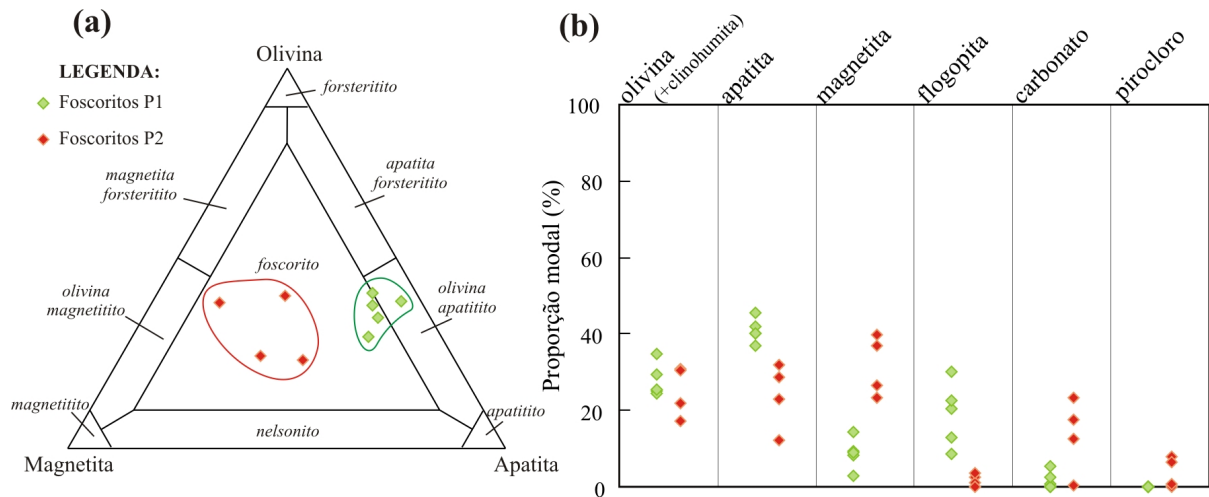 (a)
Olivina
LEGENDA:
Foscoritos P1
Foscoritos P2
forsteritito
magnetita
forsteritito
apatita
forsteritito
foscorito
olivina
magnetitito
olivina
apatitito
magnetitito
nelsonito
apatitito
Magnetita
Apatita
(b)
olivina
(+clinohumita)
apatita
magnetita
flogopita
carbonato
pirocloro
Proporção modal (%)
100
80
60
40
20
0